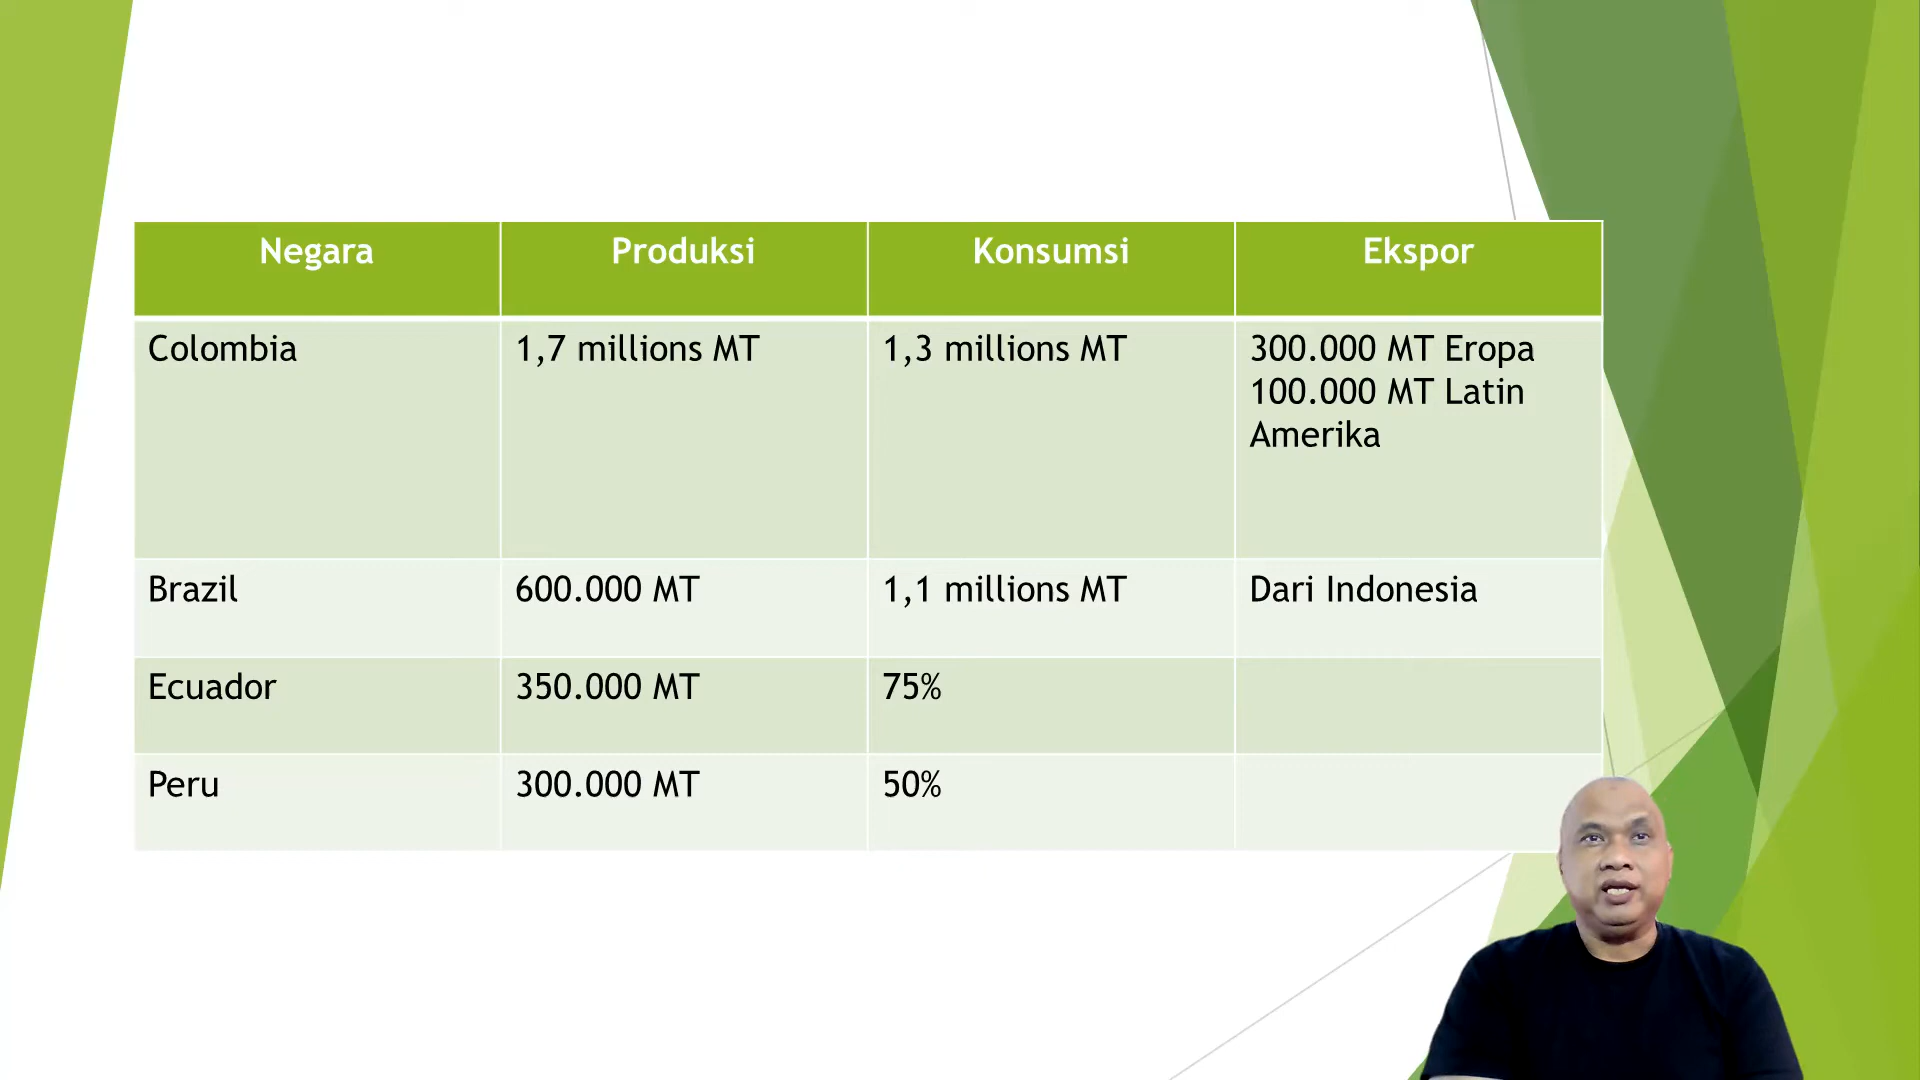 Negara Produksi Konsumsi Ekspor
Colombia 1,7 millions MT 1,3 millions MT 300.000 MT Eropa
100.000 MT Latin
Amerika
Brazil 600.000 MT 1,1 millions MT Dari Indonesia
Ecuador 350.000 MT 75%
Peru 300.000 MT 50%